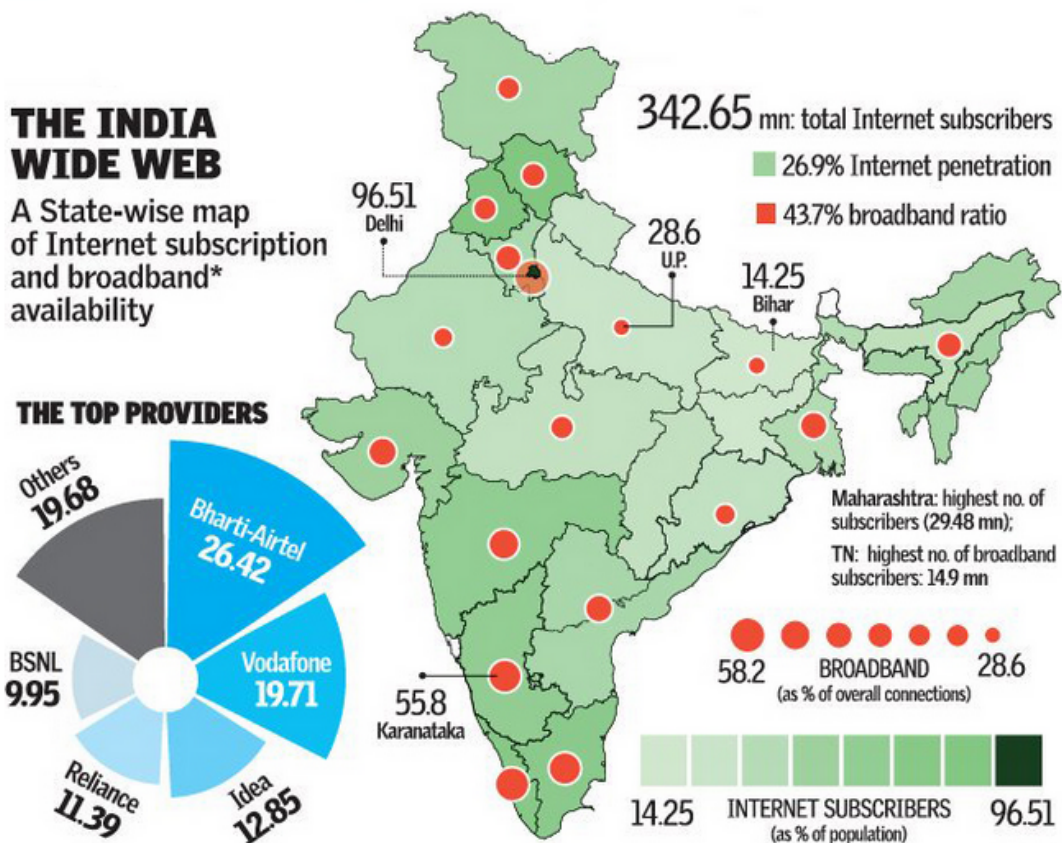 THE INDIA
WIDE WEB
A State-wise map
of Internet subscription
and broadband*
availability
342.65 mn: total Internet subscribers
26.9% Internet penetration
43.7% broadband ratio
96.51
Delhi
28.6
U.P.
14.25
Bihar
55.8
Karanataka
THE TOP PROVIDERS
Bharti-Airtel
26.42
Vodafone
19.71
Idea
12.85
Reliance
11.39
BSNL
9.95
Others
19.68
Maharashtra: highest no. of
subscribers (29.48 mn);
TN: highest no. of broadband
subscribers: 14.9 mn
58.2 BROADBAND 28.6
(as % of overall connections)
14.25 INTERNET SUBSCRIBERS 96.51
(as % of population)